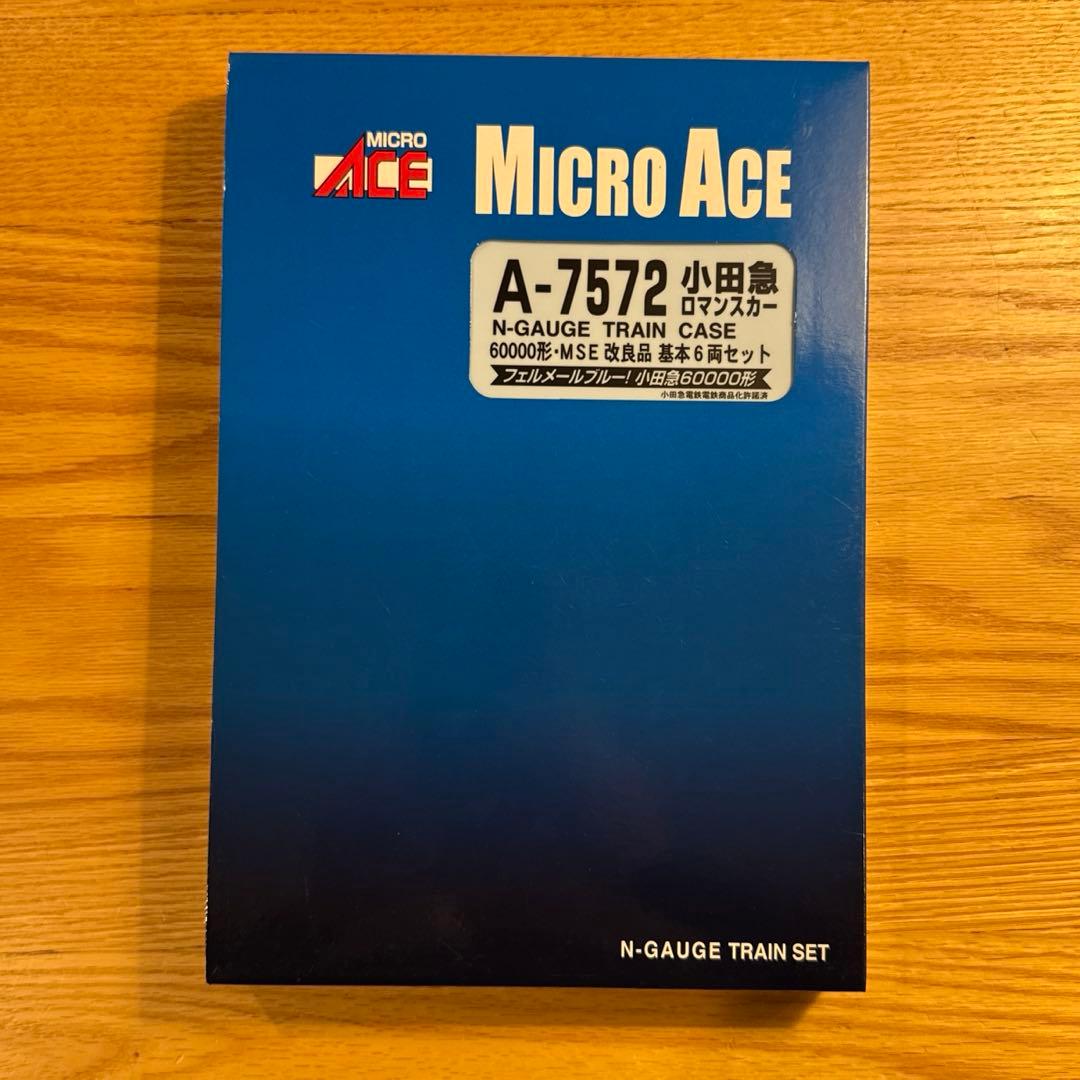 MICRO
ACE
MICRO ACE
A-7572 小田急
ロマンスカー
N-GAUGE TRAIN CASE
60000形・MSE 改良品 基本6両セット
フェルメールブルー! 小田急60000形
小田急電鉄電鉄商品化許諾済
N-GAUGE TRAIN SET